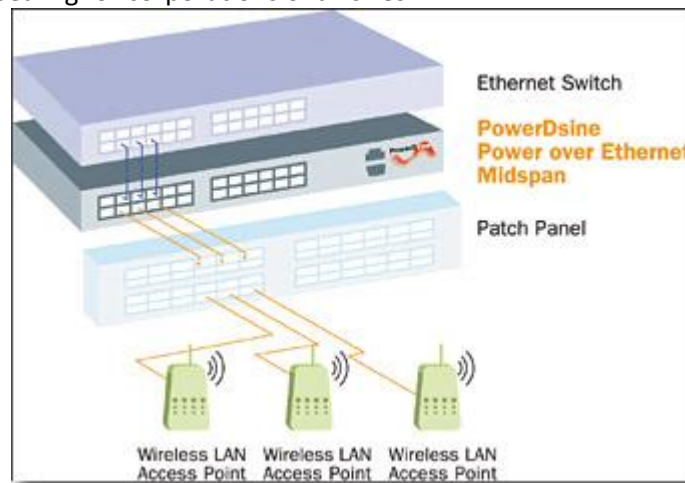 Ethernet Switch
PowerDsine
Power over Ethernet
Midspan
Patch Panel
Wireless LAN
Access Point
Wireless LAN
Access Point
Wireless LAN
Access Point